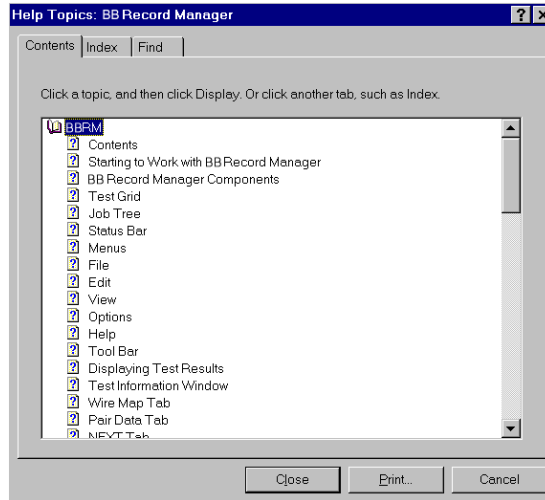 Help Topics: BB Record Manager
Contents Index Find
Click a topic, and then click Display. Or click another tab, such as Index.
BBRM
Contents
Starting to Work with BB Record Manager
BB Record Manager Components
Test Grid
Job Tree
Status Bar
Menus
File
Edit
View
Options
Help
Tool Bar
Displaying Test Results
Test Information Window
Wire Map Tab
Pair Data Tab
NEXT Tab
Close Print... Cancel